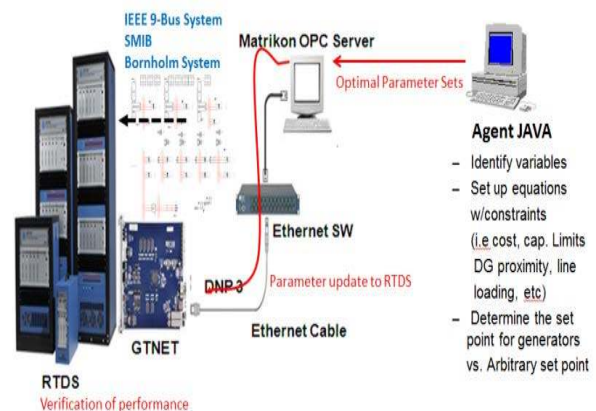 IEEE 9-Bus System
SMIB
Bornholm System
Matrikon OPC Server
Optimal Parameter Sets
Agent JAVA
– Identify variables
– Set up equations
w/constraints
(i.e cost, cap. Limits
DG proximity, line
loading, etc)
– Determine the set
point for generators
vs. Arbitrary set point
Ethernet SW
DNP 3
Parameter update to RTDS
Ethernet Cable
GTNET
RTDS
Verification of performance